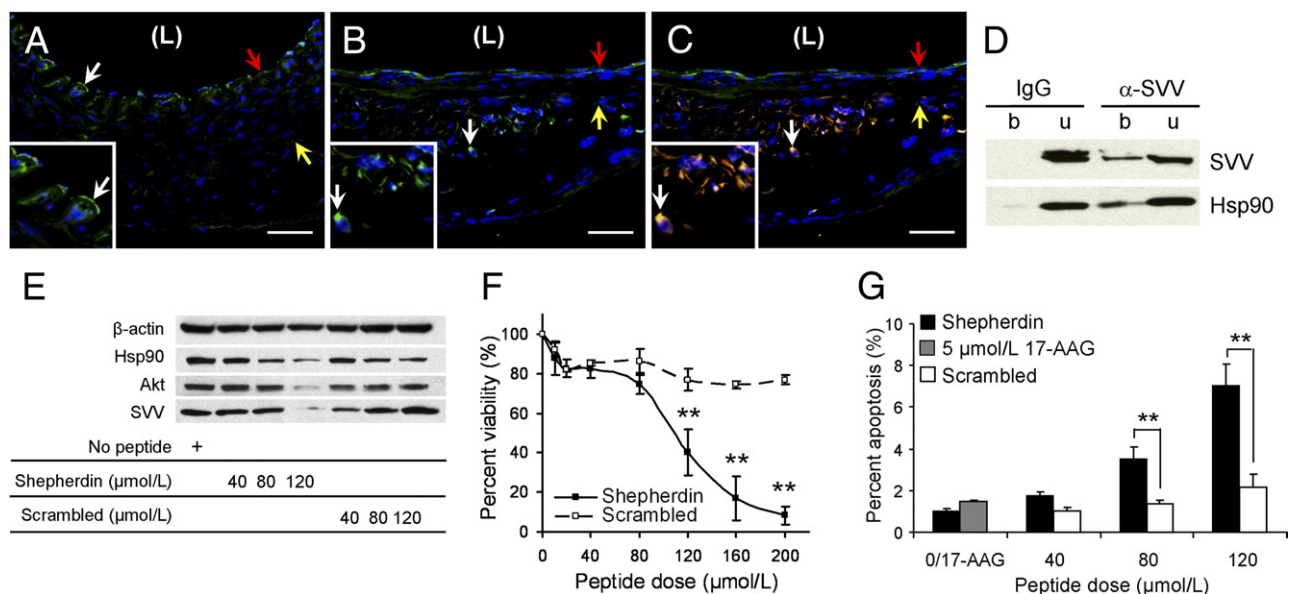 A
(L)
B
(L)
C
(L)
D
IgG α-SVV
b u b u
SVV
Hsp90
E
β-actin
Hsp90
Akt
SVV
No peptide +
Shepherdin (µmol/L) 40 80 120
Scrambled (µmol/L) 40 80 120
F
Percent viability (%)
100
80
60
40
20
0
**
**
**
Shepherdin
Scrambled
0 40 80 120 160 200
Peptide dose (µmol/L)
G
Percent apoptosis (%)
10
8
6
4
2
0
Shepherdin
5 µmol/L 17-AAG
Scrambled
**
**
0/17-AAG 40 80 120
Peptide dose (µmol/L)